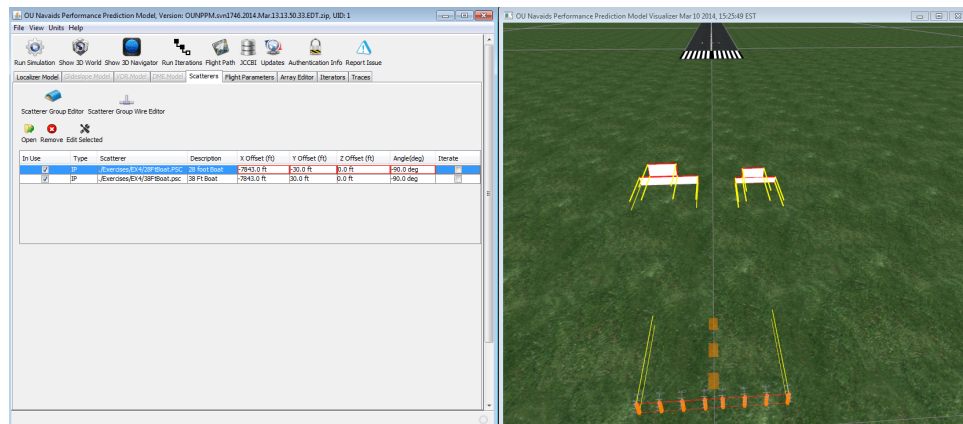 OU Navaids Performance Prediction Model, Version: OUNPPM.svn1746.2014.Mar.13.13.50.33.EDT.zip, UID: 1
File View Units Help
Run Simulation Show 3D World Show 3D Navigator Run Iterations Flight Path JCCBI Updates Authentication Info Report Issue
Localizer Model Glideslope Model VOR Model DME Model Scatterers Flight Parameters Array Editor Iterators Traces
Scatterer Group Editor Scatterer Group Wire Editor
Open Remove Edit Selected
In Use Type Scatterer Description X Offset (ft) Y Offset (ft) Z Offset (ft) Angle(deg) Iterate
IP ./Exercises/EX4/28FtBoat.PSC 28 foot Boat -7843.0 ft -30.0 ft 0.0 ft -90.0 deg
IP ./Exercises/EX4/38FtBoat.psc 38 Ft Boat -7843.0 ft 30.0 ft 0.0 ft -90.0 deg
OU Navaids Performance Prediction Model Visualizer Mar 10 2014, 15:25:49 EST